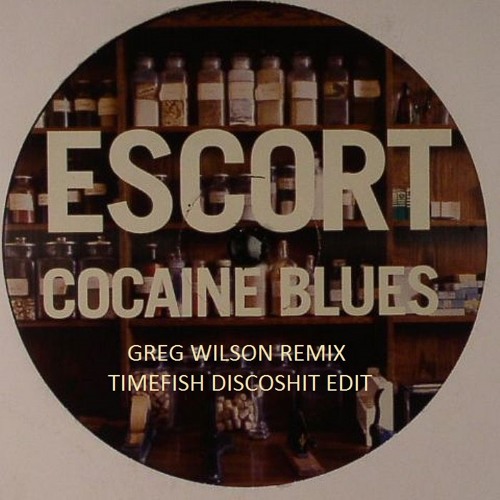 ESCORT
COCAINE BLUES
GREG WILSON REMIX
TIMEFISH DISCOSHIT EDIT